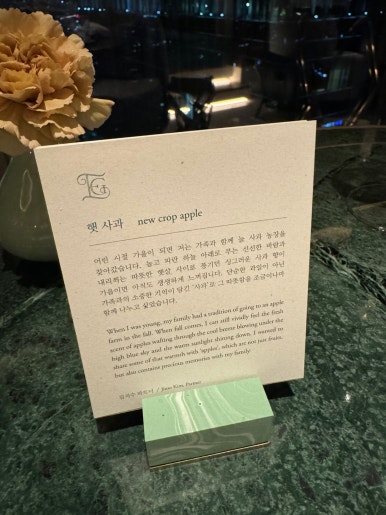 E
햇 사과 new crop apple
어린 시절 가을이 되면 저는 가족과 함께 늘 사과 농장을
찾아갔습니다. 높고 파란 하늘 아래로 부는 신선한 바람과
내리쬐는 따뜻한 햇살 사이로 풍기던 싱그러운 사과 향이
가을이면 아직도 생생하게 느껴집니다. 단순한 과일이 아닌
가족과의 소중한 기억이 담긴 '사과'로 그 따뜻함을 조금이나마
함께 나누고 싶었습니다.
When I was young, my family had a tradition of going to an apple
farm in the fall. When fall comes, I can still vividly feel the fresh
scent of apples wafting through the cool breeze blowing under the
high blue sky and the warm sunlight shining down. I wanted to
share some of that warmth with 'apples', which are not just fruits,
but also contains precious memories with my family.
파트너 / Jisoo Kim, Partner